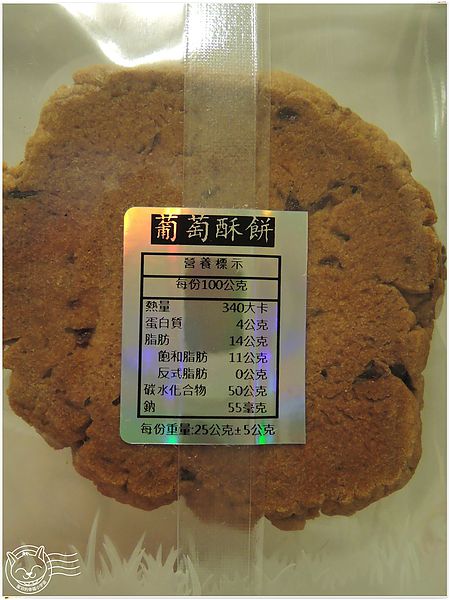 葡萄酥餅
營養標示
每份100公克
熱量 340大卡
蛋白質 4公克
脂肪 14公克
飽和脂肪 11公克
反式脂肪 0公克
碳水化合物 50公克
鈉 55毫克
每份重量:25公克±5公克